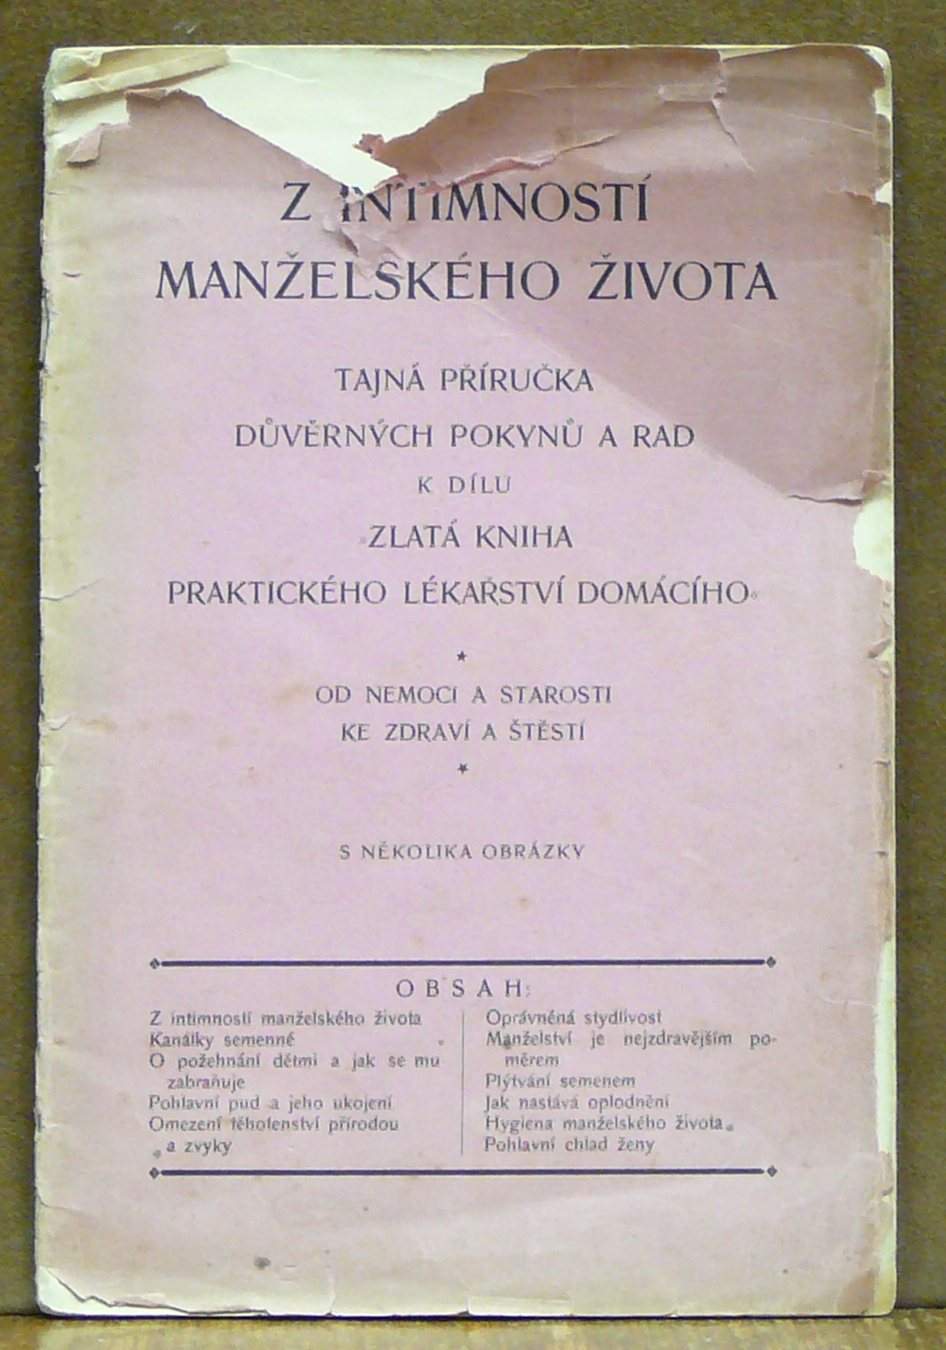 Z INTIMNOSTÍ
MANŽELSKÉHO ŽIVOTA
TAJNÁ PŘÍRUČKA
DŮVĚRNÝCH POKYNŮ A RAD
K DÍLU
ZLATÁ KNIHA
PRAKTICKÉHO LÉKAŘSTVÍ DOMÁCÍHO
OD NEMOCI A STAROSTI
KE ZDRAVÍ A ŠTĚSTÍ
S NĚKOLIKA OBRÁZKY
OBSAH:
Z intimností manželského života
Kanálky semenné
O požehnání dětmi a jak se mu
zabraňuje
Pohlavní pud a jeho ukojení
Omezení těhotenství přírodou
a zvyky
Oprávněná stydlivost
Manželství je nejzdravějším po-
měrem
Plýtvání semenem
Jak nastává oplodnění
Hygiena manželského života
Pohlavní chlad ženy